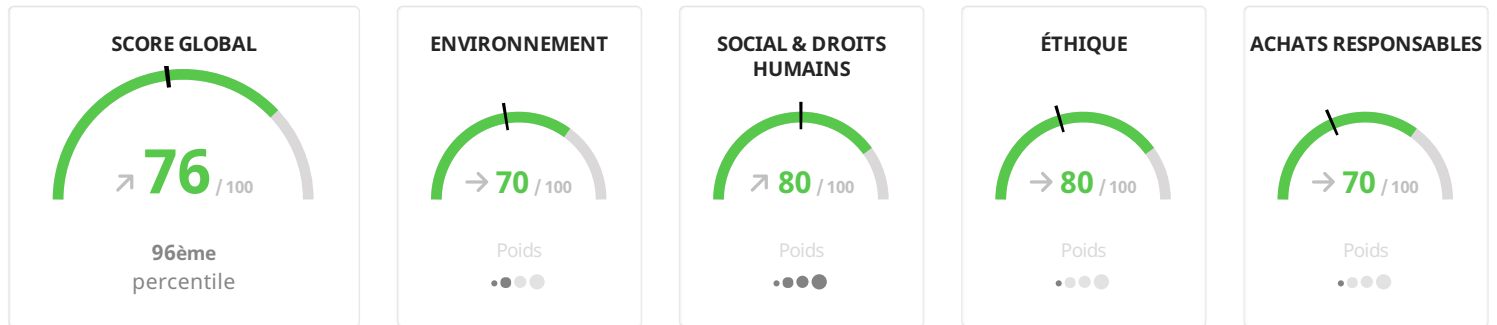 SCORE GLOBAL
76 / 100
96ème
percentile
ENVIRONNEMENT
70 / 100
Poids
SOCIAL & DROITS
HUMAINS
80 / 100
Poids
ÉTHIQUE
80 / 100
Poids
ACHATS RESPONSABLES
70 / 100
Poids